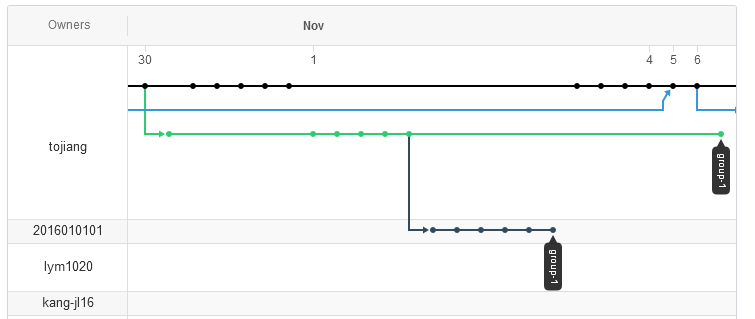 Owners
Nov
30 1 4 5 6
tojiang
group-1
2016010101
group-1
lym1020
kang-jl16